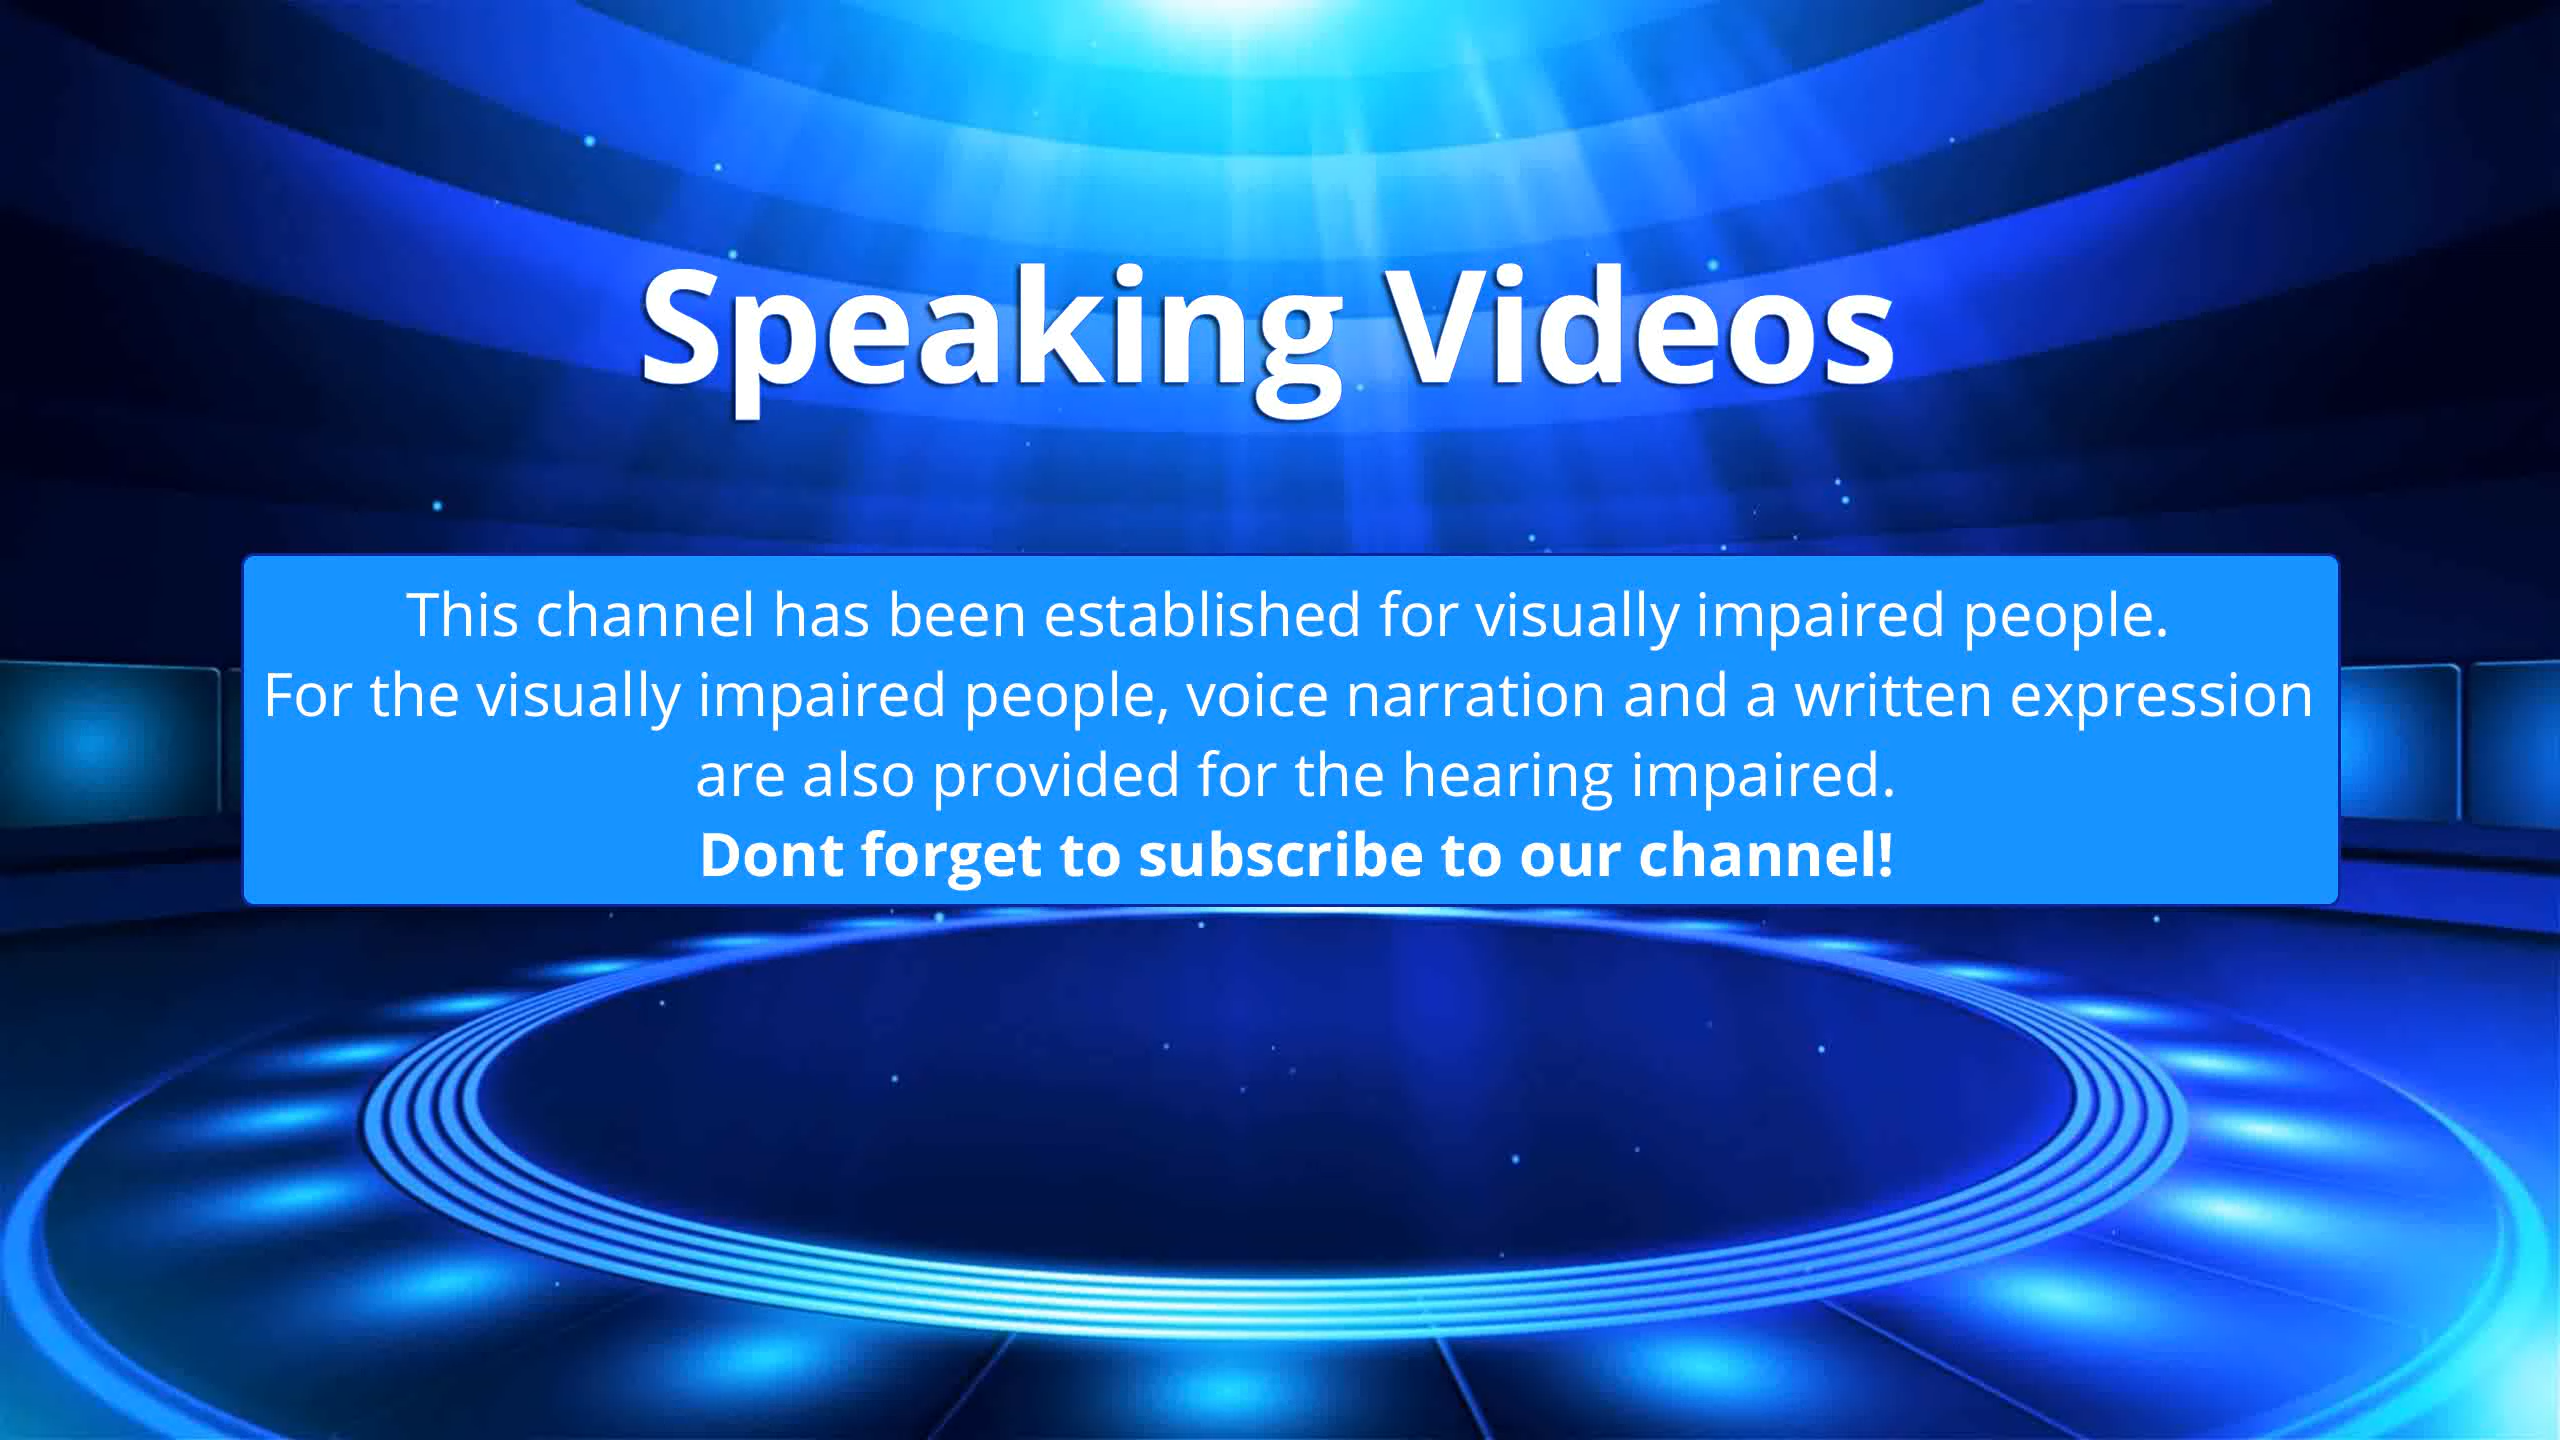 Speaking Videos
This channel has been established for visually impaired people.
For the visually impaired people, voice narration and a written expression
are also provided for the hearing impaired.
Dont forget to subscribe to our channel!